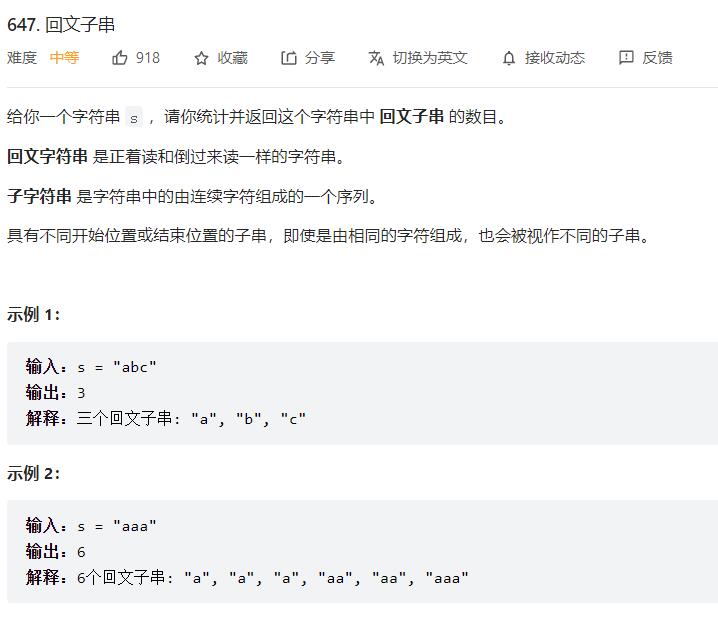 647. 回文子串
难度 中等 918 收藏 分享 切换为英文 接收动态 反馈
给你一个字符串 s ，请你统计并返回这个字符串中 回文子串 的数目。
回文字符串 是正着读和倒过来读一样的字符串。
子字符串 是字符串中的由连续字符组成的一个序列。
具有不同开始位置或结束位置的子串，即使是由相同的字符组成，也会被视作不同的子串。
示例 1：
输入：s = "abc"
输出：3
解释：三个回文子串: "a", "b", "c"
示例 2：
输入：s = "aaa"
输出：6
解释：6个回文子串: "a", "a", "a", "aa", "aa", "aaa"